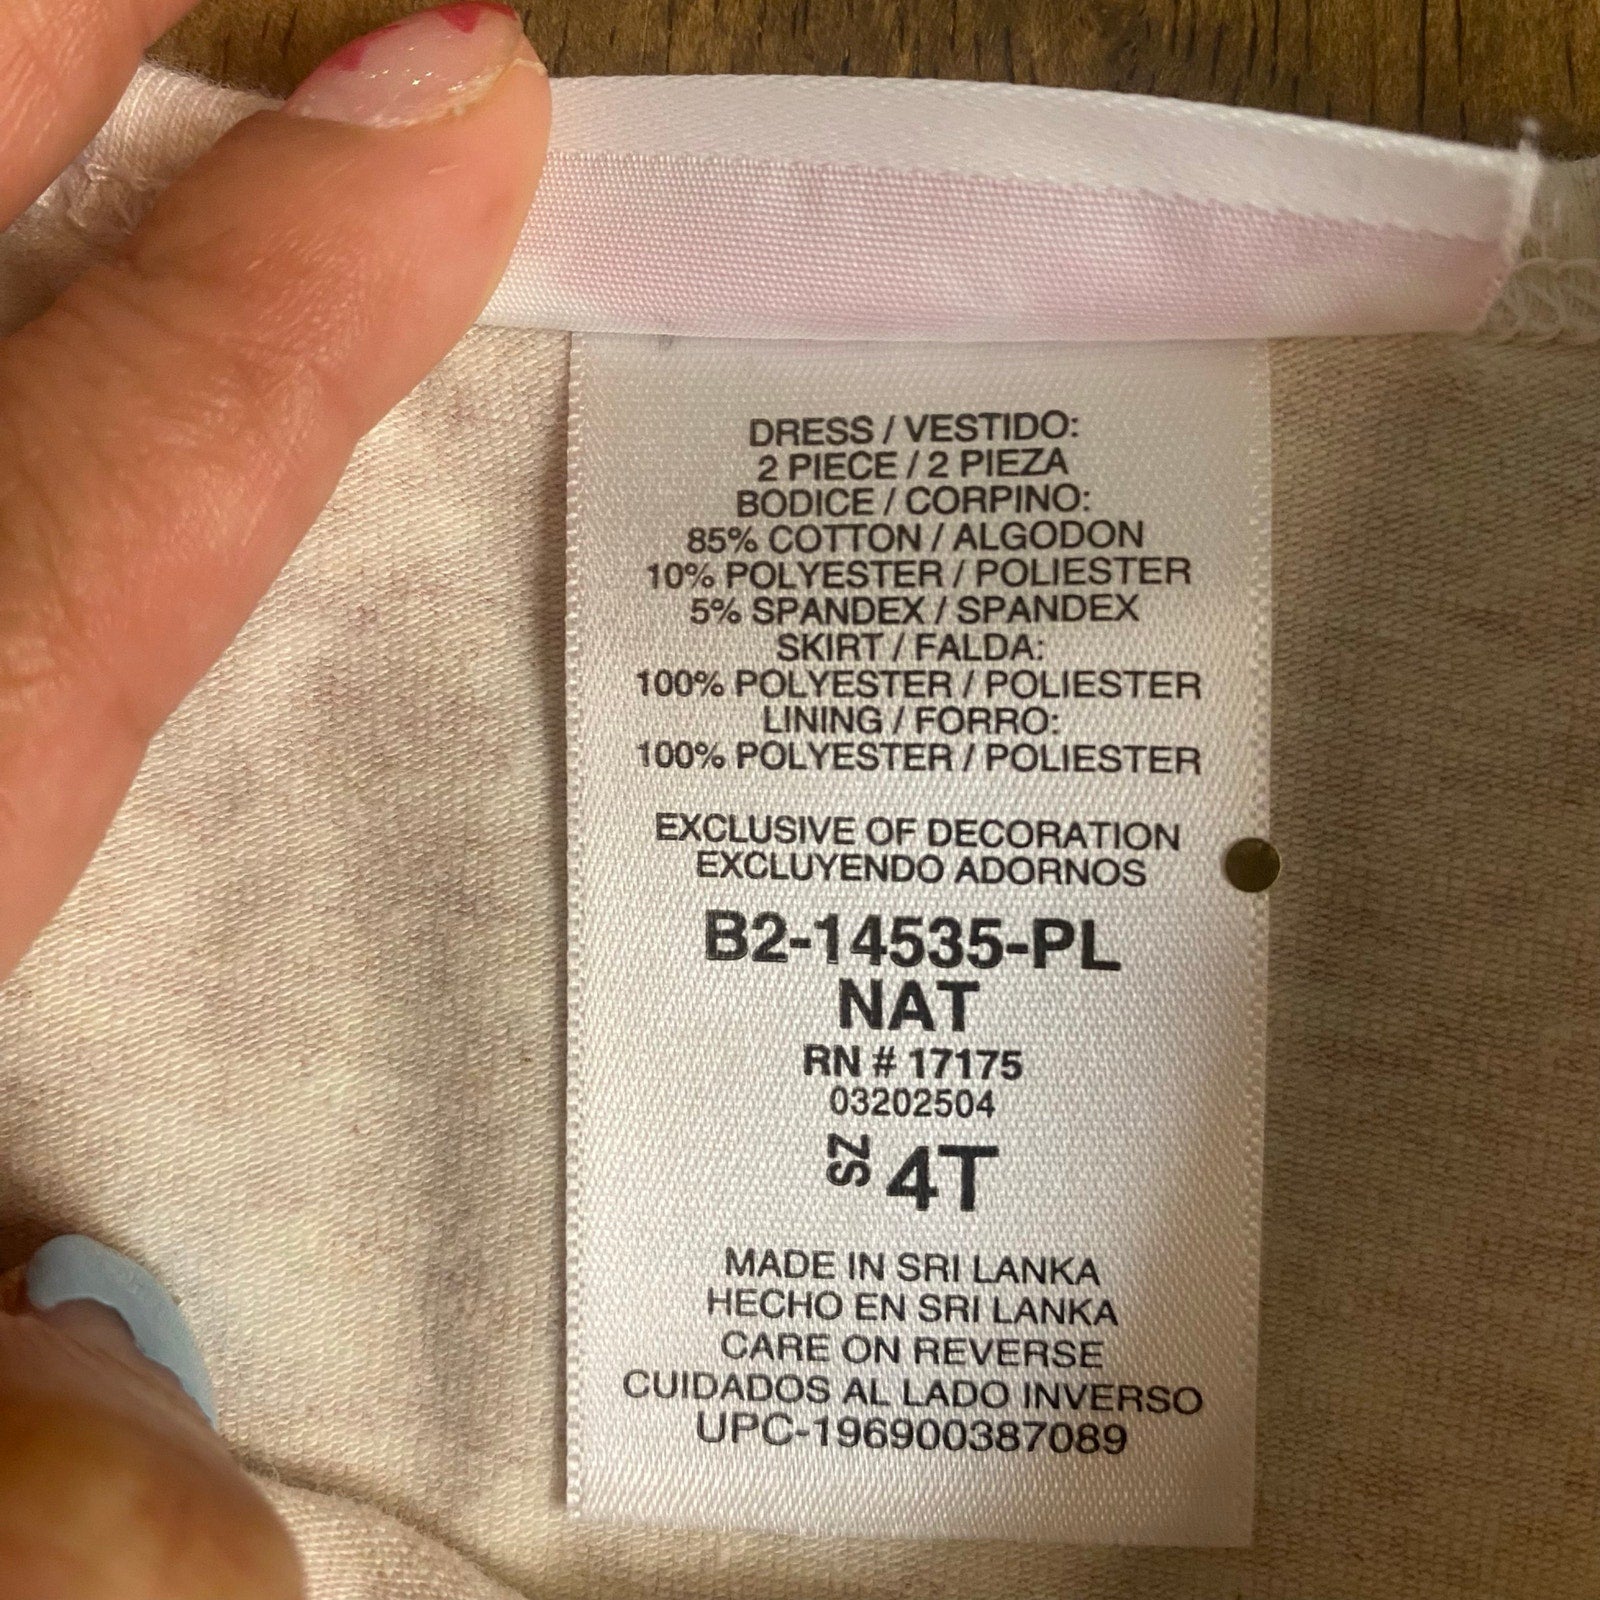 DRESS / VESTIDO:
2 PIECE / 2 PIEZA
BODICE / CORPINO:
85% COTTON / ALGODON
10% POLYESTER / POLIESTER
5% SPANDEX / SPANDEX
SKIRT / FALDA:
100% POLYESTER / POLIESTER
LINING / FORRO:
100% POLYESTER / POLIESTER
EXCLUSIVE OF DECORATION
EXCLUYENDO ADORNOS
B2-14535-PL
NAT
RN # 17175
03202504
SZ 4T
MADE IN SRI LANKA
HECHO EN SRI LANKA
CARE ON REVERSE
CUIDADOS AL LADO INVERSO
UPC-196900387089